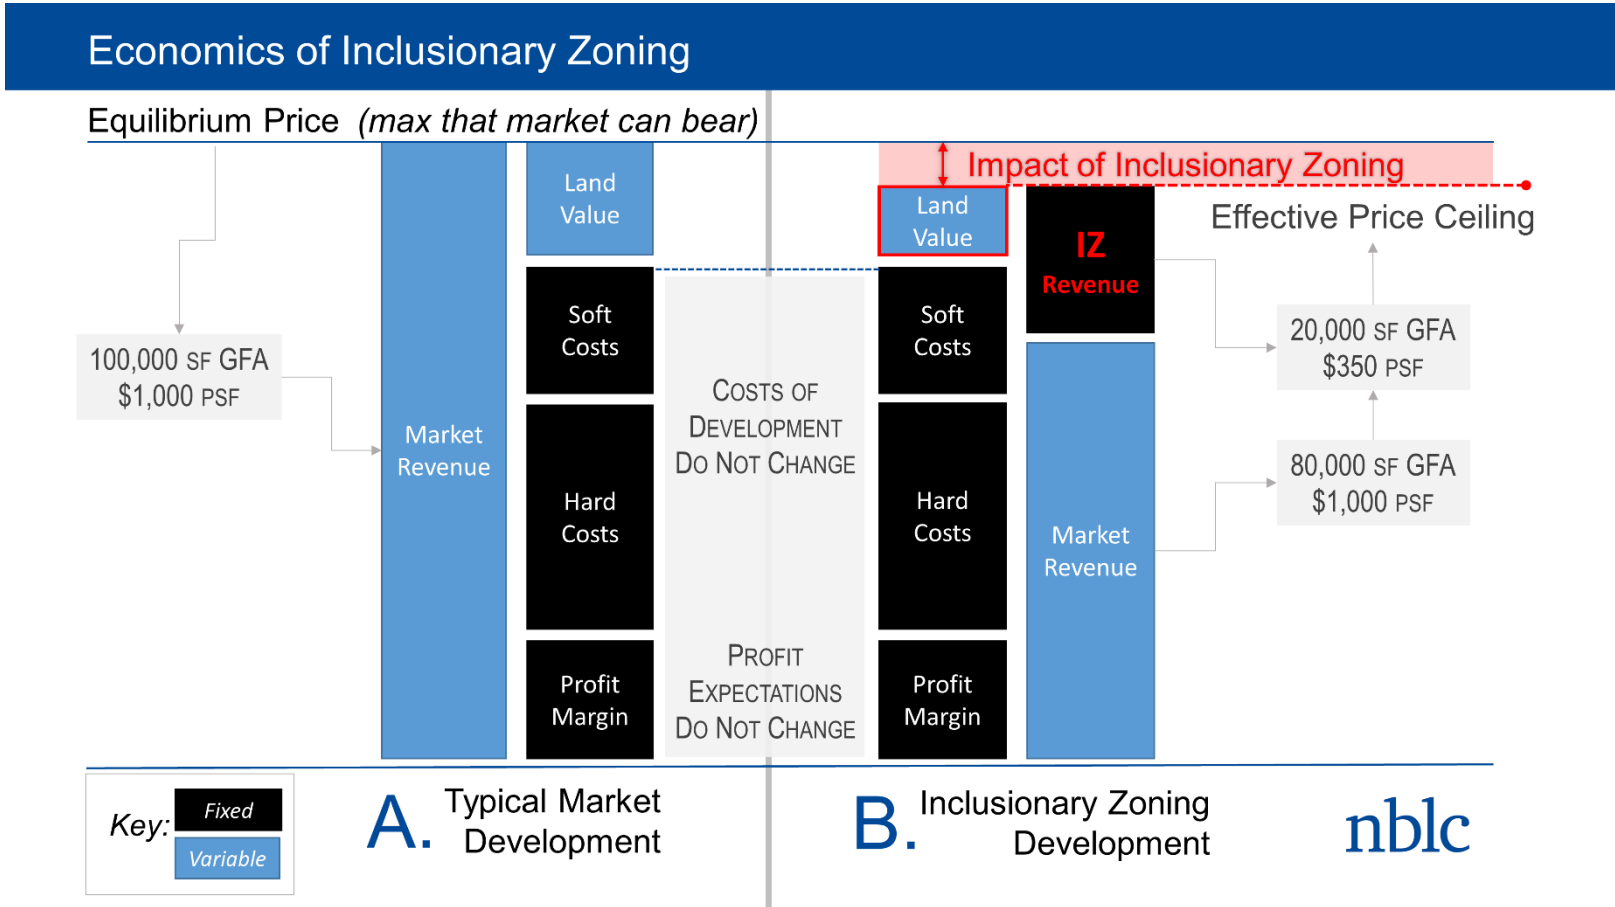 Economics of Inclusionary Zoning
Equilibrium Price (max that market can bear)
Impact of Inclusionary Zoning
Effective Price Ceiling
100,000 SF GFA
$1,000 PSF
Market
Revenue
Land
Value
Soft
Costs
Hard
Costs
Profit
Margin
COSTS OF
DEVELOPMENT
DO NOT CHANGE
PROFIT
EXPECTATIONS
DO NOT CHANGE
Land
Value
Soft
Costs
Hard
Costs
Profit
Margin
IZ
Revenue
Market
Revenue
20,000 SF GFA
$350 PSF
80,000 SF GFA
$1,000 PSF
Key:
Fixed
Variable
A. Typical Market
Development
B. Inclusionary Zoning
Development
nblc